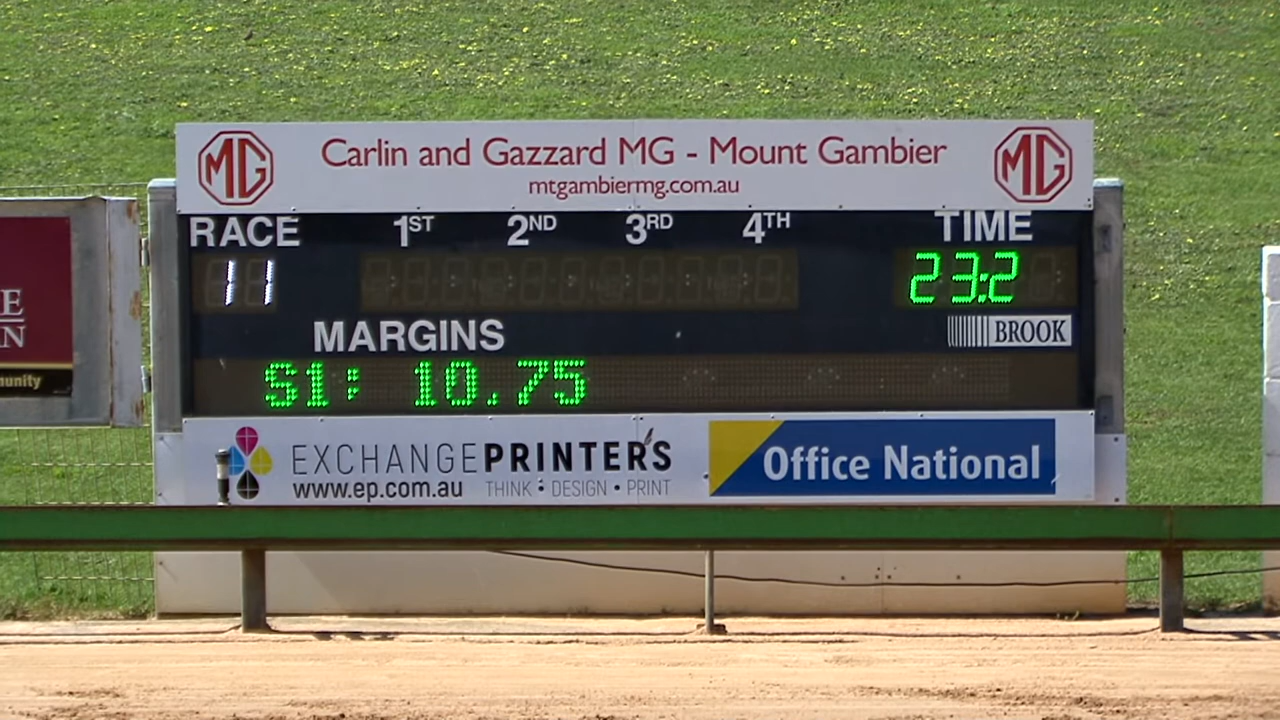 MG Carlin and Gazzard MG - Mount Gambier MG
mtgambiermg.com.au
RACE 1ST 2ND 3RD 4TH TIME
11 23:2
MARGINS BROOK
S1: 10.75
EXCHANGEPRINTERS
www.ep.com.au THINK • DESIGN • PRINT
Office National
E
N